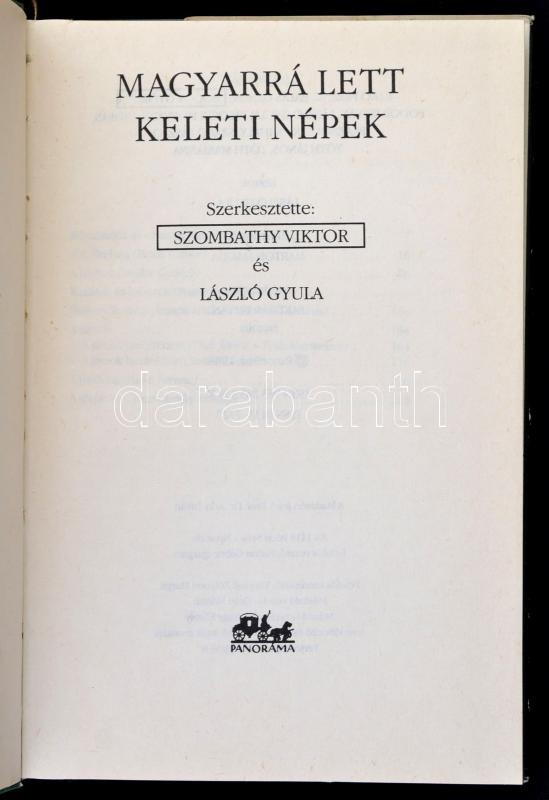 MAGYARRÁ LETT
KELETI NÉPEK
Szerkesztette:
SZOMBATHY VIKTOR
és
LÁSZLÓ GYULA
darabanth
PANORÁMA